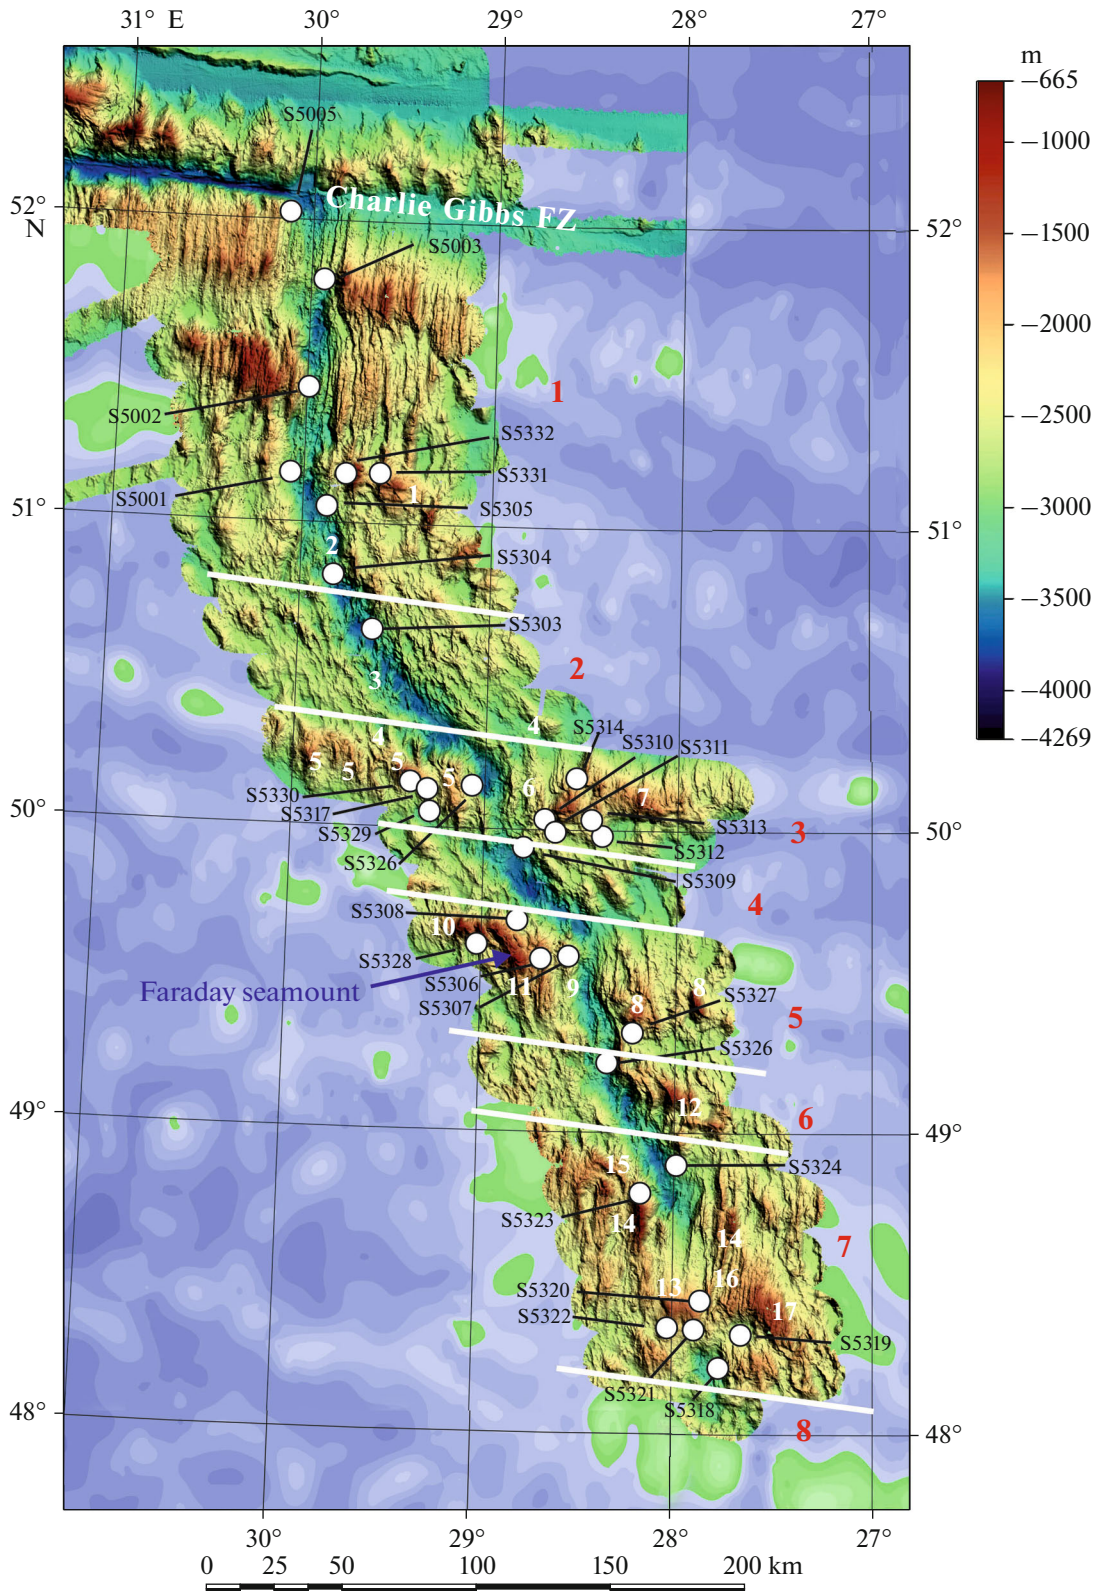 31° E 30° 29° 28°
m
−665
−1000
−1500
−2000
−2500
−3000
−3500
−4000
−4269
S5005
52°
N
Charlie Gibbs FZ
52°
S5003
1
S5002
S5332
S5331
S5001
1
S5305
51°
51°
2
S5304
S5303
2
3
4
S5314
4
S5310
S5311
5 5 5 5
6
7
S5330
S5317
S5313
50°
50°
3
S5329
S5326
S5312
S5309
4
S5308
10
S5328
S5306
Faraday seamount
11
9
S5307
8
8
S5327
5
S5326
12
49°
6
49°
15
S5324
S5323
14
14
7
S5320
13
16
17
S5322
S5319
S5321
S5318
48°
8
48°
30° 29° 28° 27°
0 25 50 100 150 200 km